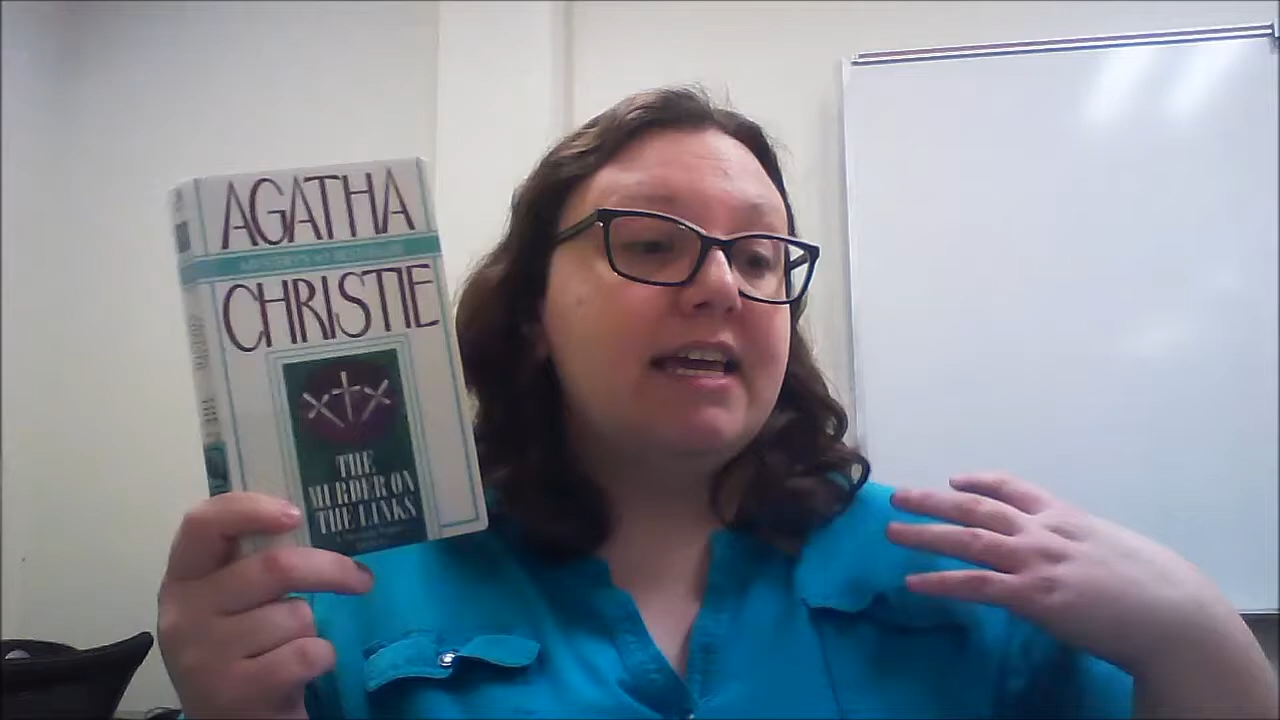 AGATHA
CHRISTIE
THE
MURDER ON
THE LINKS